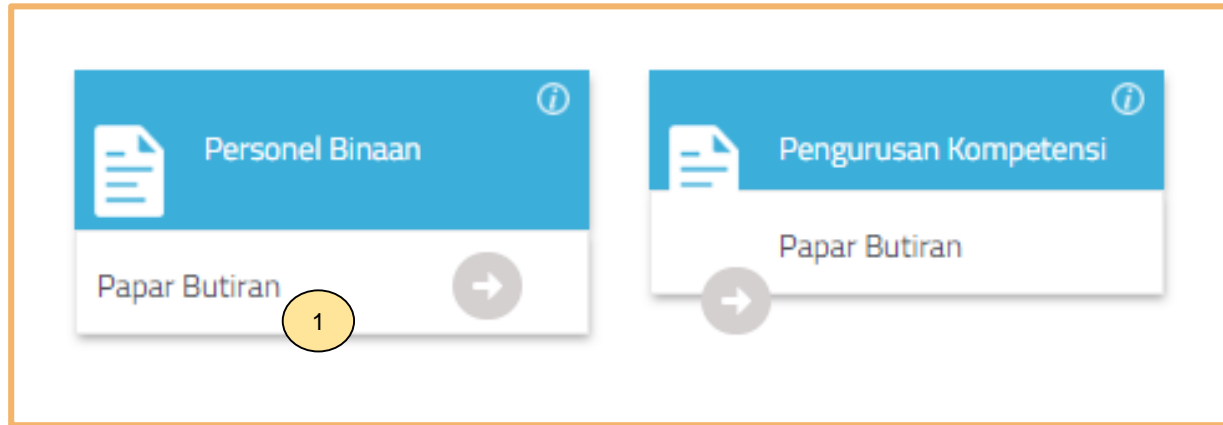 Personel Binaan
Papar Butiran
1
Pengurusan Kompetensi
Papar Butiran